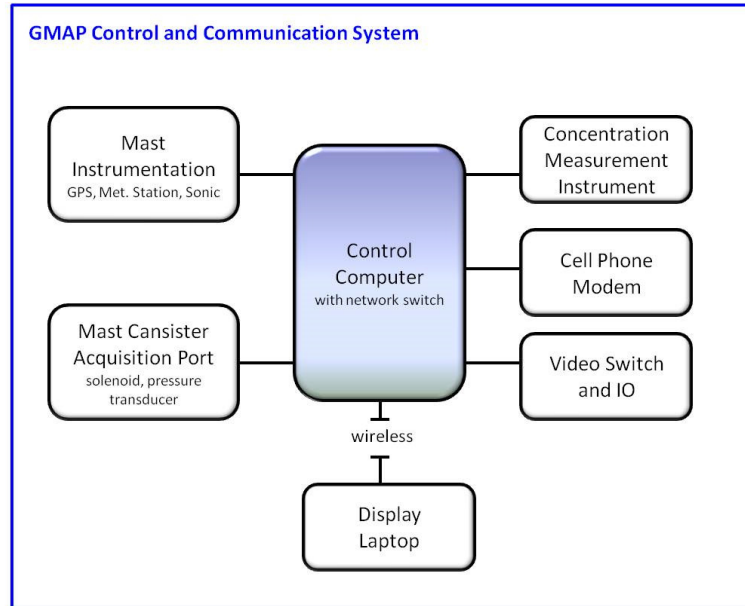 GMAP Control and Communication System
Mast
Instrumentation
GPS, Met. Station, Sonic
Mast Cansister
Acquisition Port
solenoid, pressure
transducer
Control
Computer
with network switch
Concentration
Measurement
Instrument
Cell Phone
Modem
Video Switch
and IO
wireless
Display
Laptop